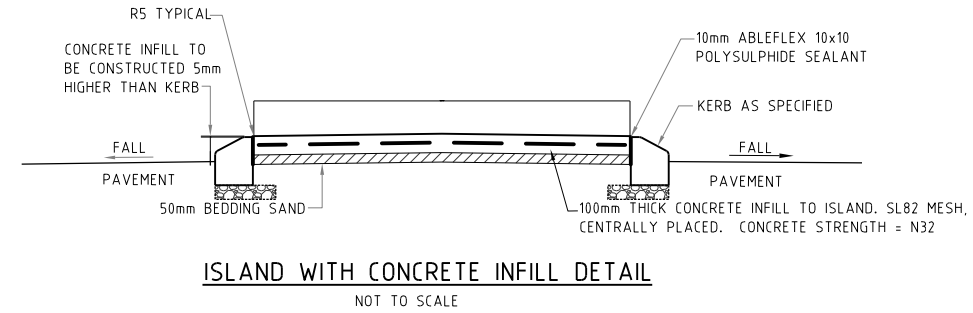 R5 TYPICAL
CONCRETE INFILL TO
BE CONSTRUCTED 5mm
HIGHER THAN KERB
10mm ABLEFLEX 10x10
POLYSULPHIDE SEALANT
KERB AS SPECIFIED
FALL
FALL
PAVEMENT
PAVEMENT
50mm BEDDING SAND
100mm THICK CONCRETE INFILL TO ISLAND. SL82 MESH,
CENTRALLY PLACED. CONCRETE STRENGTH = N32
ISLAND WITH CONCRETE INFILL DETAIL
NOT TO SCALE